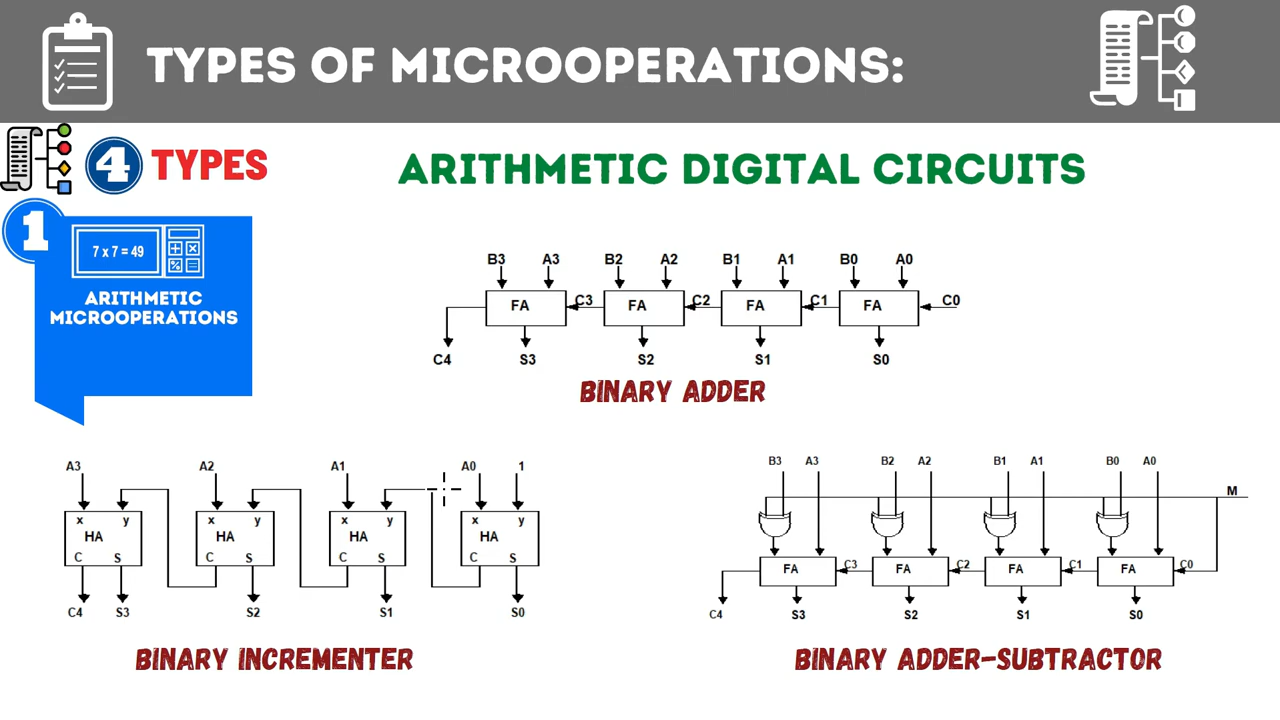 TYPES OF MICROOPERATIONS:
4 TYPES
ARITHMETIC DIGITAL CIRCUITS
1
7 x 7 = 49
ARITHMETIC
MICROOPERATIONS
B3 A3 B2 A2 B1 A1 B0 A0
FA C3 FA C2 FA C1 FA C0
C4 S3 S2 S1 S0
BINARY ADDER
A3 A2 A1 A0 1
x y x y x y x y
HA HA HA HA
C S C S C S C S
C4 S3 S2 S1 S0
BINARY INCREMENTER
B3 A3 B2 A2 B1 A1 B0 A0
M
FA C3 FA C2 FA C1 FA C0
C4 S3 S2 S1 S0
BINARY ADDER-SUBTRACTOR